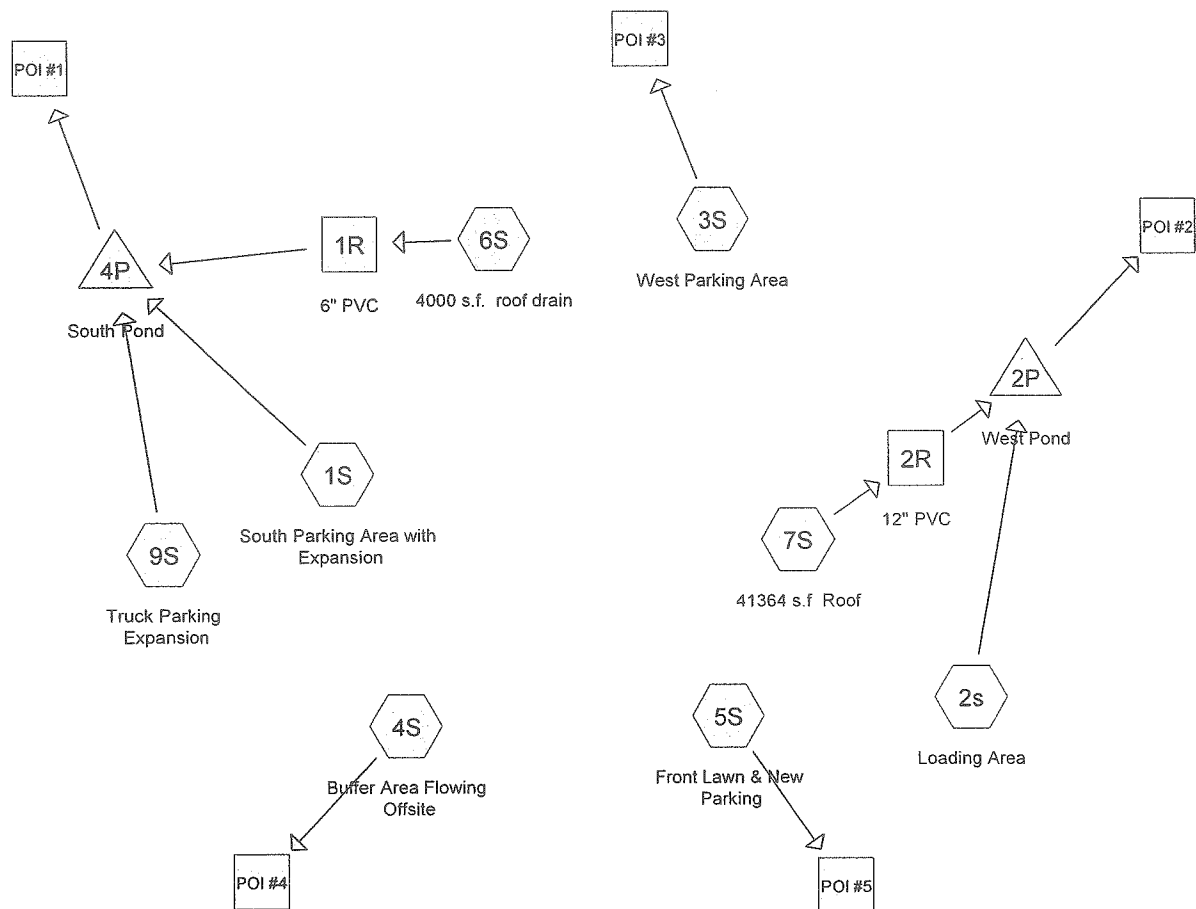 POI #1
POI #3
POI #2
4P
South Pond
1R
6" PVC
6S
4000 s.f. roof drain
3S
West Parking Area
2P
West Pond
2R
12" PVC
1S
South Parking Area with
Expansion
9S
Truck Parking
Expansion
7S
41364 s.f Roof
2s
Loading Area
4S
Buffer Area Flowing
Offsite
5S
Front Lawn & New
Parking
POI #4
POI #5